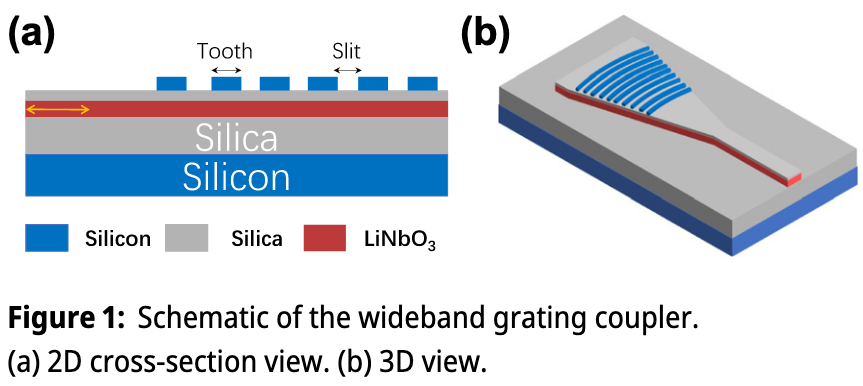 (a)
Tooth
Slit
Silica
Silicon
Silicon
Silica
LiNbO₃
(b)
Figure 1: Schematic of the wideband grating coupler.
(a) 2D cross-section view. (b) 3D view.